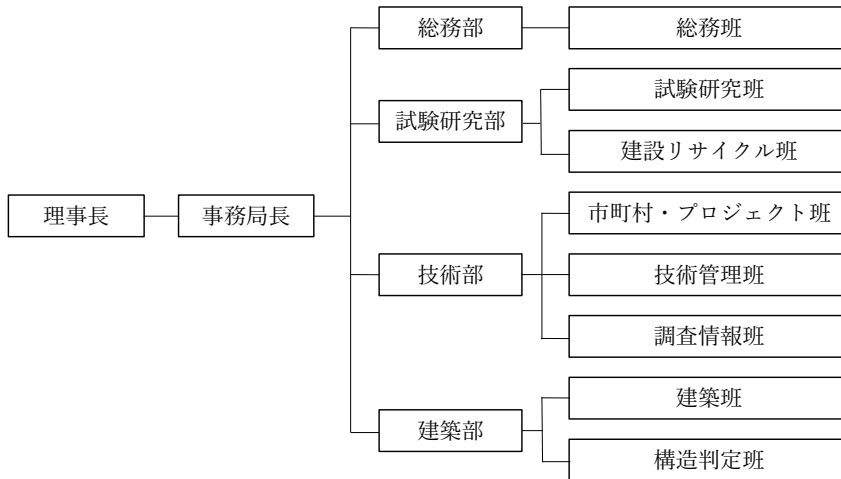 理事長
事務局長
総務部
総務班
試験研究部
試験研究班
建設リサイクル班
技術部
市町村・プロジェクト班
技術管理班
調査情報班
建築部
建築班
構造判定班